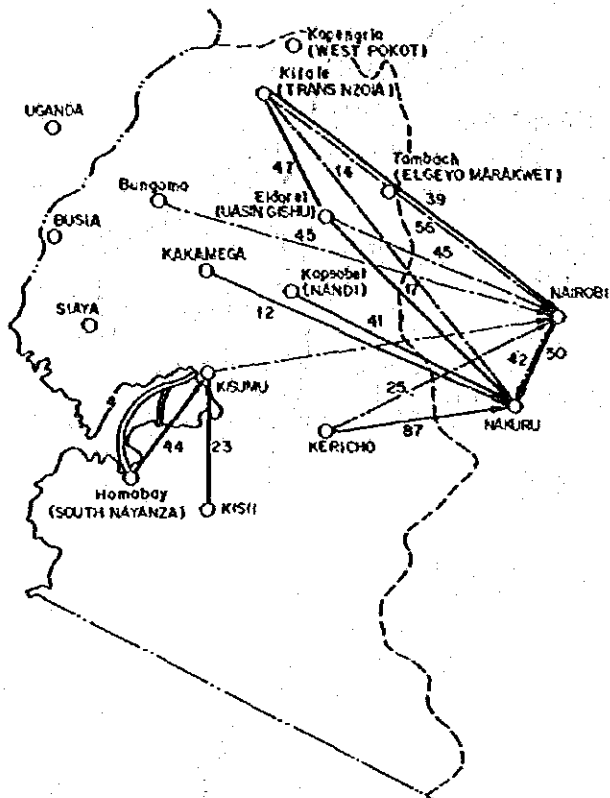 Kapenguria
(WEST POKOT)
Kitale
(TRANS NZOIA)
UGANDA
47
14
Tambach
(ELGEYO MARAKWET)
39
Bungoma
Eldoret
(UASIN GISHU)
56
BUSIA
45
45
KAKAMEGA
Kapsabet
(NANDI)
17
NAIROBI
SIAYA
12
41
42
50
KISUMU
25
4
NAKURU
44
23
87
KERICHO
Homabay
(SOUTH NAYANZA)
KISII